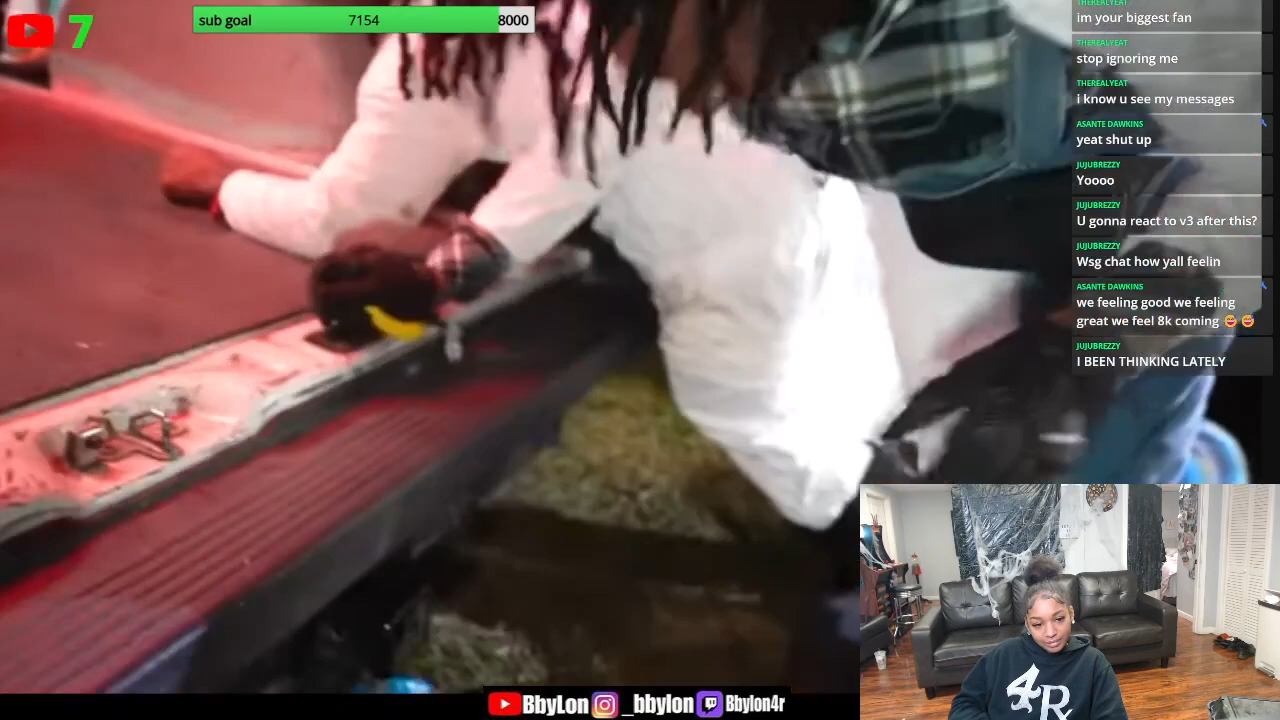 7
sub goal 7154 8000
THEREALYEAT
im your biggest fan
THEREALYEAT
stop ignoring me
THEREALYEAT
i know u see my messages
ASANTE DAWKINS
yeat shut up
JUJUBREZZY
Yoooo
JUJUBREZZY
U gonna react to v3 after this?
JUJUBREZZY
Wsg chat how yall feelin
ASANTE DAWKINS
we feeling good we feeling
great we feel 8k coming 😅 😅
JUJUBREZZY
I BEEN THINKING LATELY
4R
BbyLon _bbylon Bbylon4r